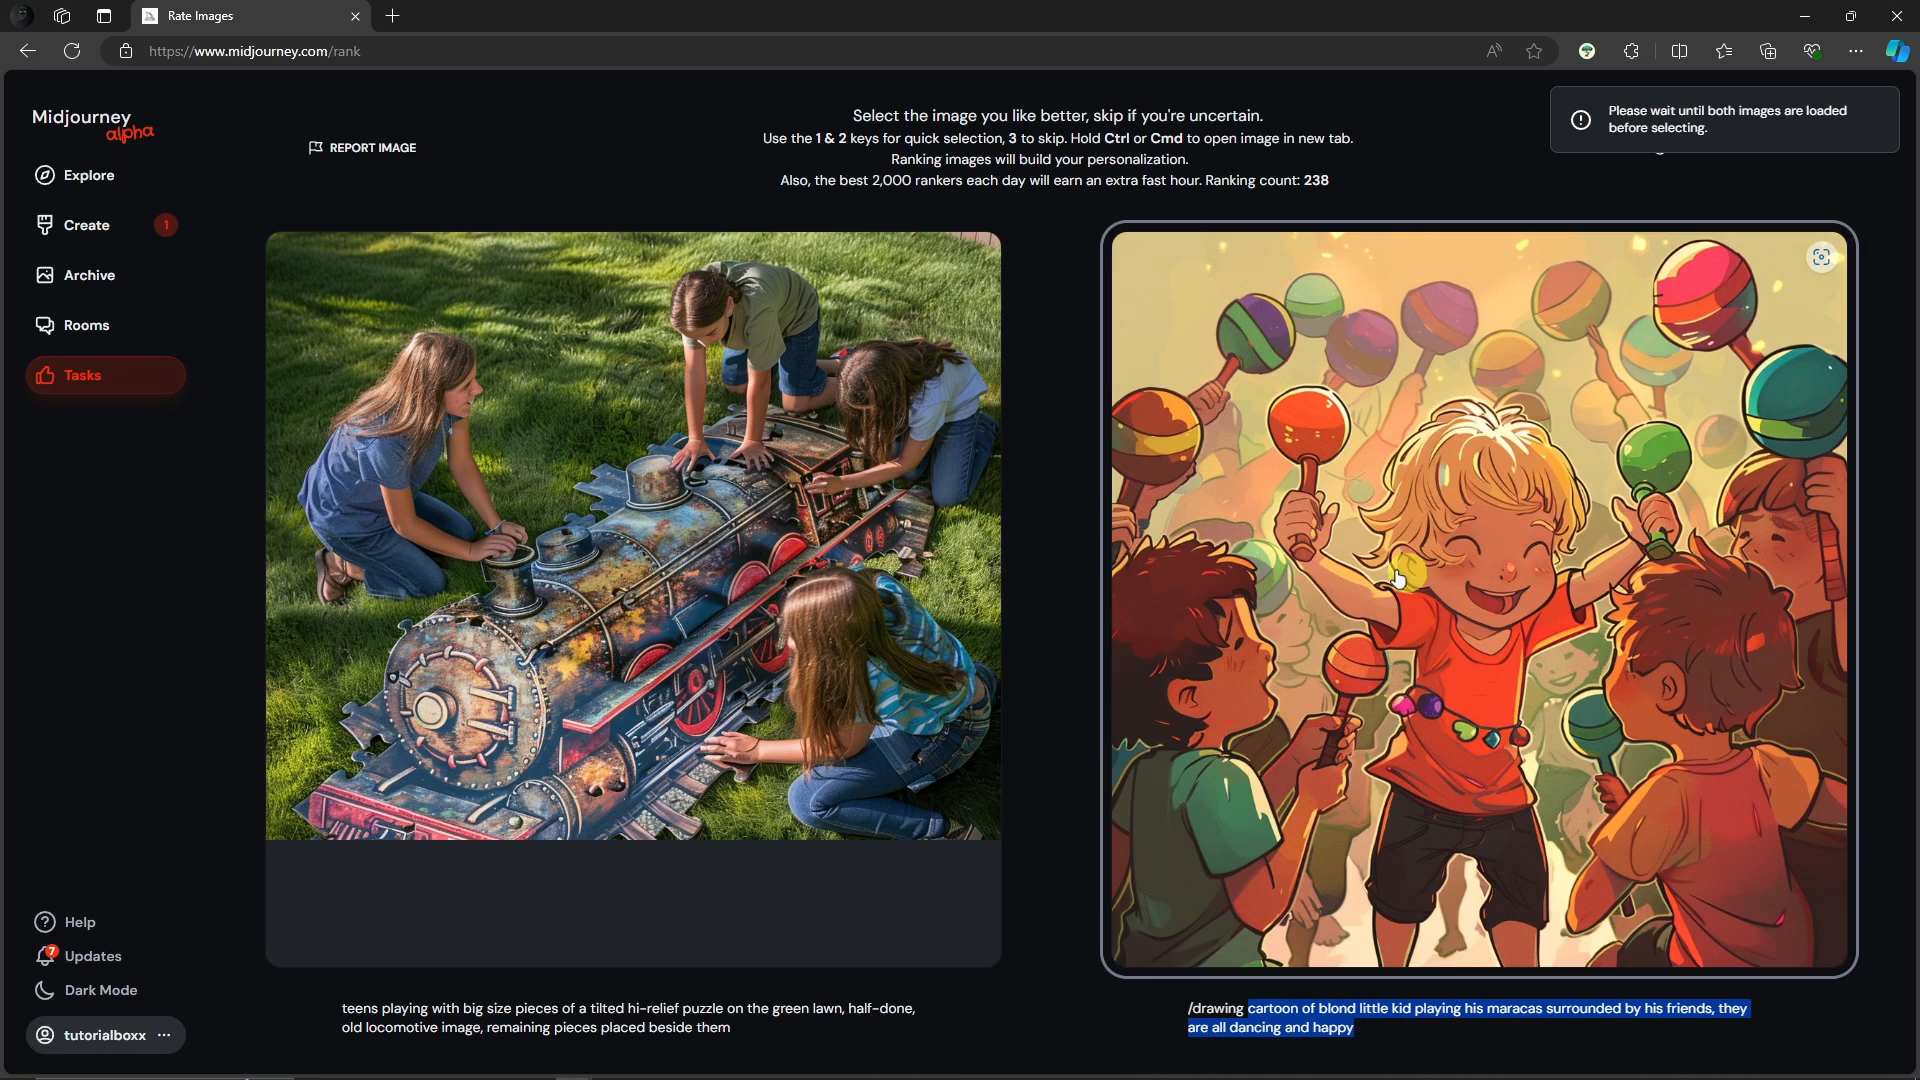 Rate Images
https://www.midjourney.com/rank
Midjourney
alpha
Explore
Create
1
Archive
Rooms
Tasks
Help
7
Updates
Dark Mode
tutorialboxx
REPORT IMAGE
Select the image you like better, skip if you're uncertain.
Use the 1 & 2 keys for quick selection, 3 to skip. Hold Ctrl or Cmd to open image in new tab.
Ranking images will build your personalization.
Also, the best 2,000 rankers each day will earn an extra fast hour. Ranking count: 238
Please wait until both images are loaded
before selecting.
teens playing with big size pieces of a tilted hi-relief puzzle on the green lawn, half-done,
old locomotive image, remaining pieces placed beside them
/drawing cartoon of blond little kid playing his maracas surrounded by his friends, they
are all dancing and happy